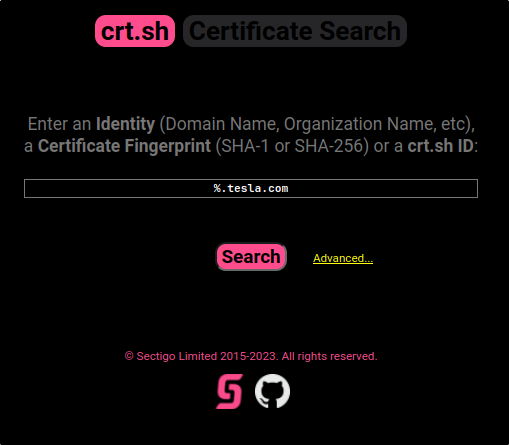 crt.sh Certificate Search
Enter an Identity (Domain Name, Organization Name, etc),
a Certificate Fingerprint (SHA-1 or SHA-256) or a crt.sh ID:
%.tesla.com
Search Advanced...
© Sectigo Limited 2015-2023. All rights reserved.